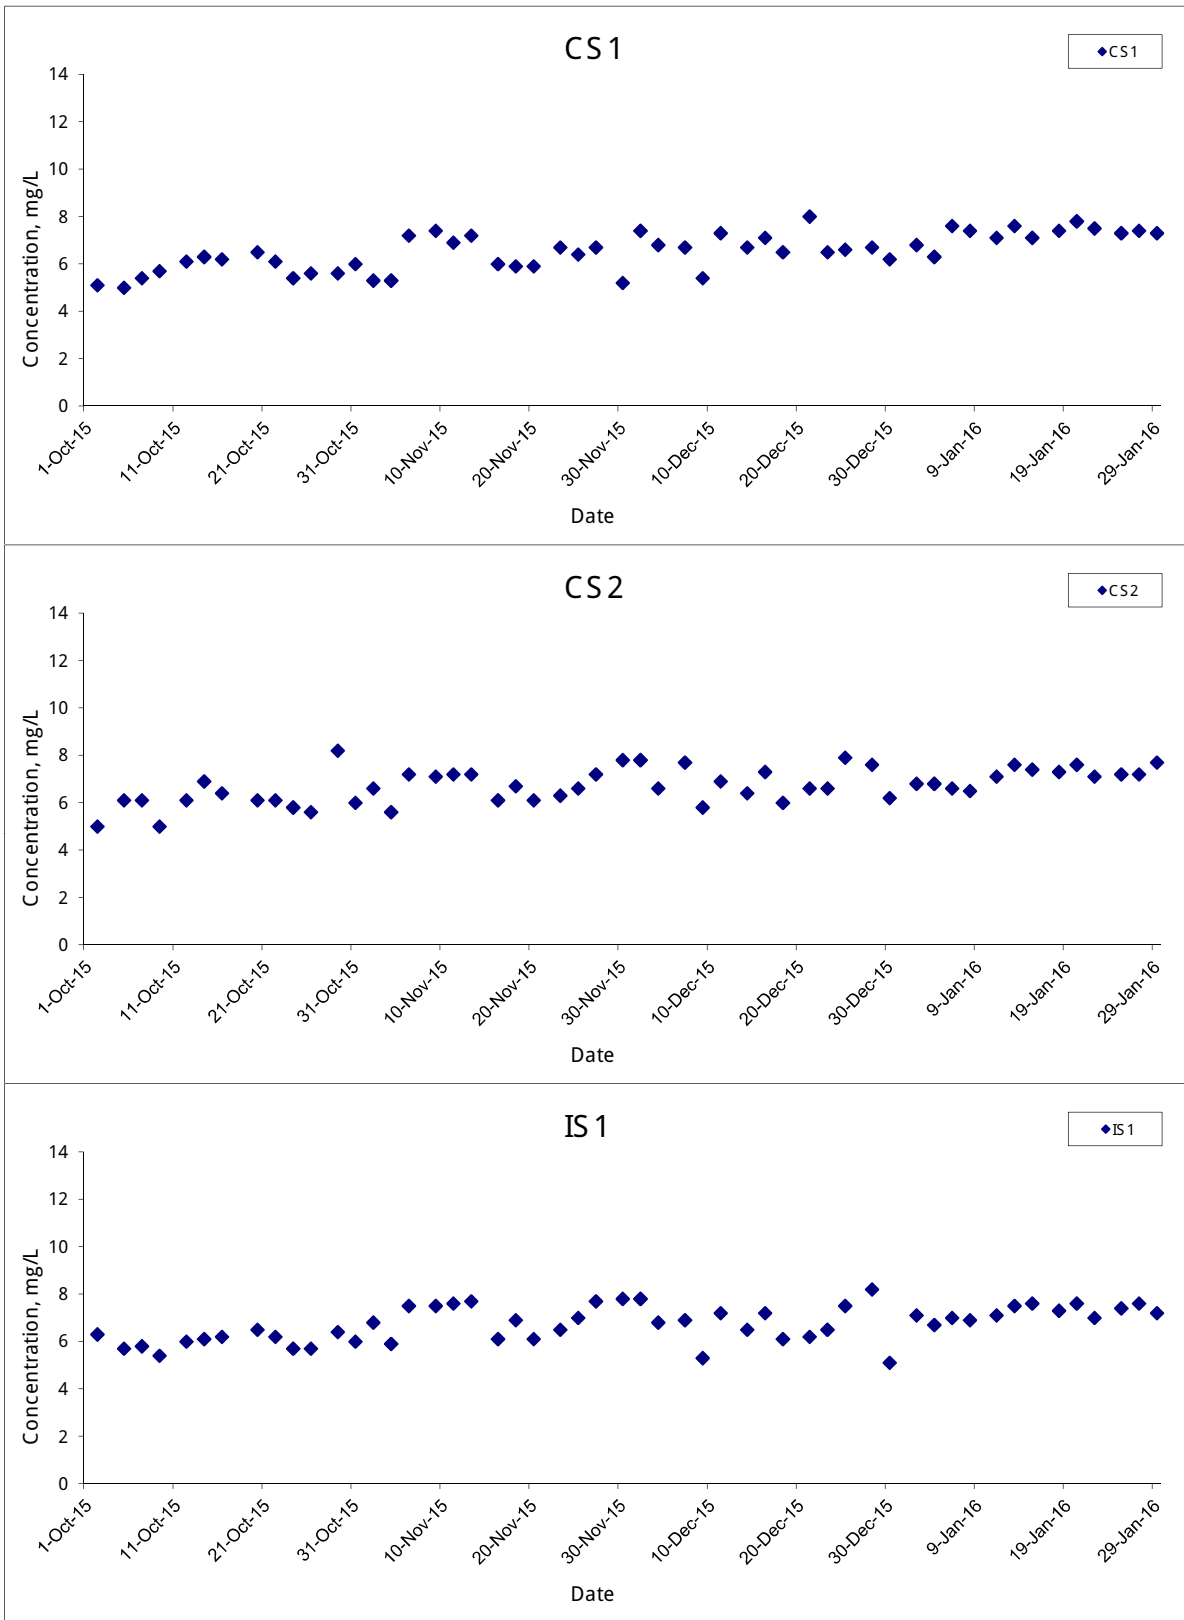 CS1
CS1
14
12
10
8
6
4
2
0
Concentration, mg/L
1-Oct-15
11-Oct-15
21-Oct-15
31-Oct-15
10-Nov-15
20-Nov-15
30-Nov-15
10-Dec-15
20-Dec-15
30-Dec-15
9-Jan-16
19-Jan-16
29-Jan-16
Date
CS2
CS2
14
12
10
8
6
4
2
0
Concentration, mg/L
1-Oct-15
11-Oct-15
21-Oct-15
31-Oct-15
10-Nov-15
20-Nov-15
30-Nov-15
10-Dec-15
20-Dec-15
30-Dec-15
9-Jan-16
19-Jan-16
29-Jan-16
Date
IS1
IS1
14
12
10
8
6
4
2
0
Concentration, mg/L
1-Oct-15
11-Oct-15
21-Oct-15
31-Oct-15
10-Nov-15
20-Nov-15
30-Nov-15
10-Dec-15
20-Dec-15
30-Dec-15
9-Jan-16
19-Jan-16
29-Jan-16
Date